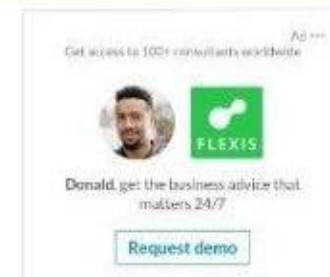 Ad ...
Get access to 100+ consultants worldwide
FLEXIS
Donald, get the business advice that
matters 24/7
Request demo